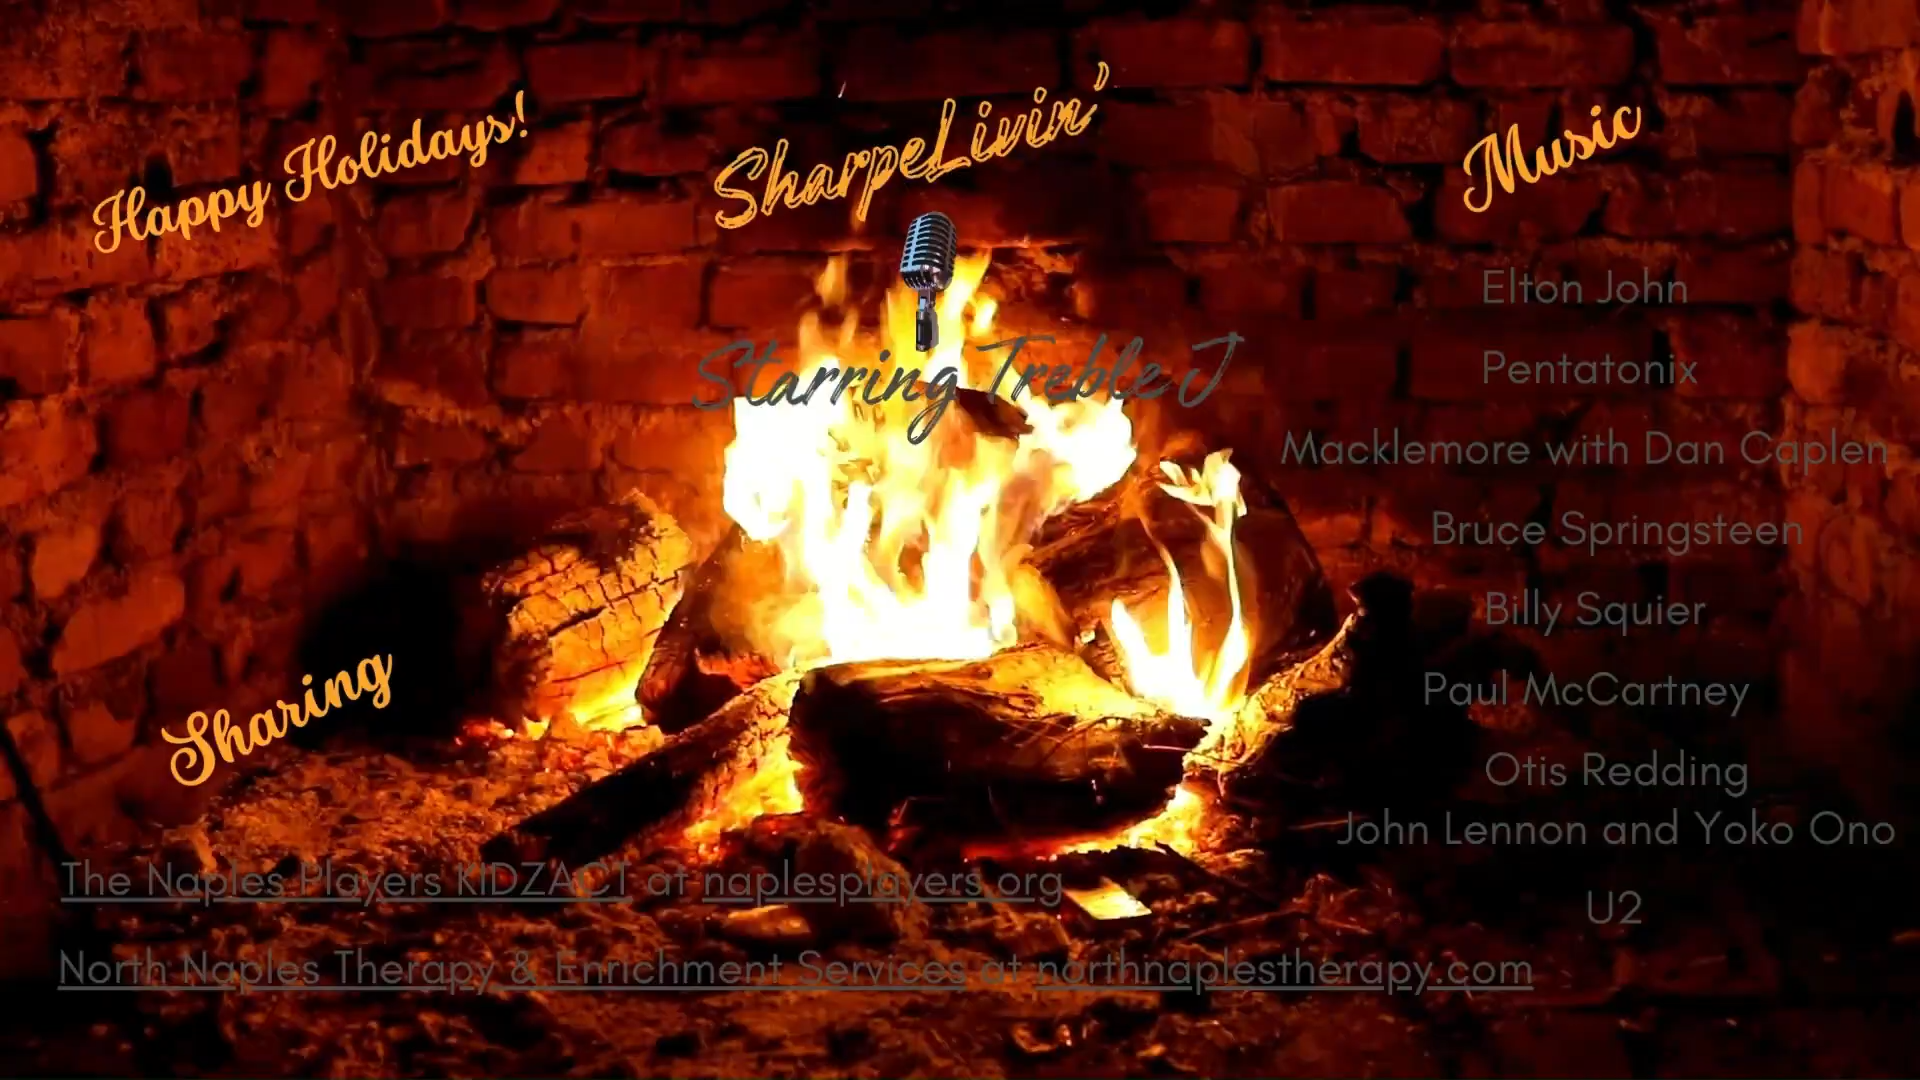 Happy Holidays!
SharpeLivin'
Starring Treble J
Music
Elton John
Pentatonix
Macklemore with Dan Caplen
Bruce Springsteen
Billy Squier
Paul McCartney
Otis Redding
John Lennon and Yoko Ono
U2
Sharing
The Naples Players KIDZACT at naplesplayers.org
North Naples Therapy & Enrichment Services at northnaplestherapy.com